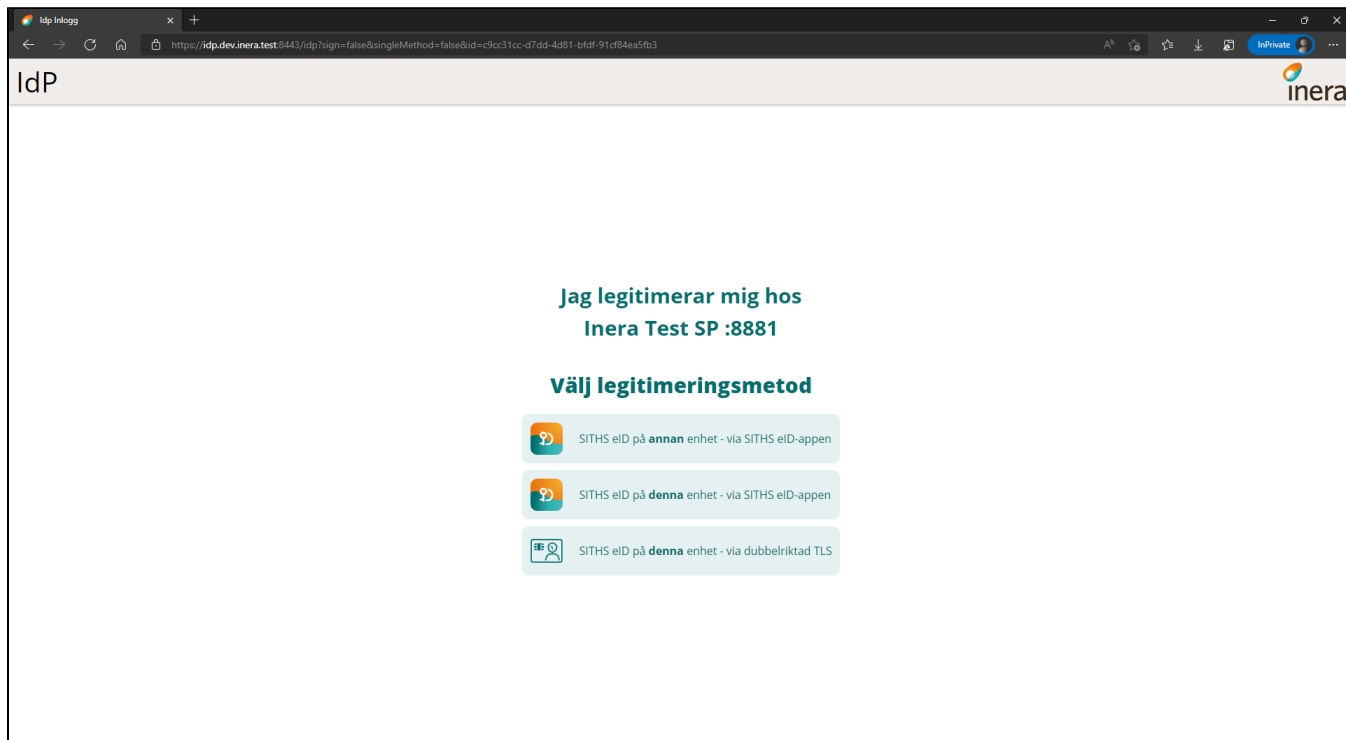 Idp Inlogg
https://idp.dev.inera.test:8443/idp?sign=false&singleMethod=false&id=c9cc31cc-d7dd-4d81-bfdf-91cf84ea5fb3
InPrivate
IdP
inera
Jag legitimerar mig hos
Inera Test SP :8881
Välj legitimeringsmetod
SITHS eID på annan enhet - via SITHS eID-appen
SITHS eID på denna enhet - via SITHS eID-appen
SITHS eID på denna enhet - via dubbelriktad TLS